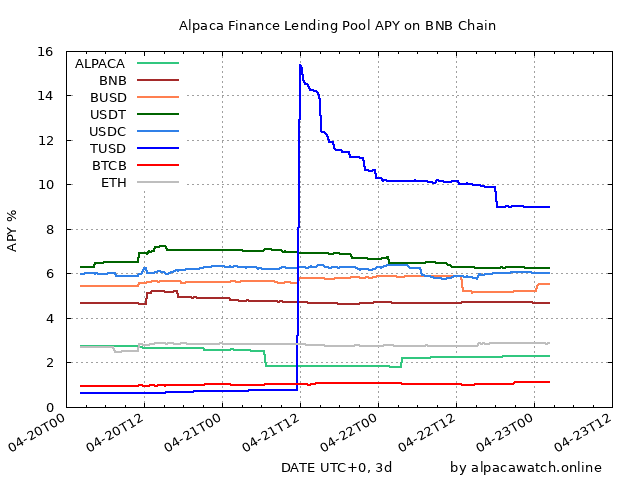 Alpaca Finance Lending Pool APY on BNB Chain
16
14
12
10
8
6
4
2
0
APY %
ALPACA
BNB
BUSD
USDT
USDC
TUSD
BTCB
ETH
04-20T00
04-20T12
04-21T00
04-21T12
04-22T00
04-22T12
04-23T00
04-23T12
DATE UTC+0, 3d
by alpacawatch.online